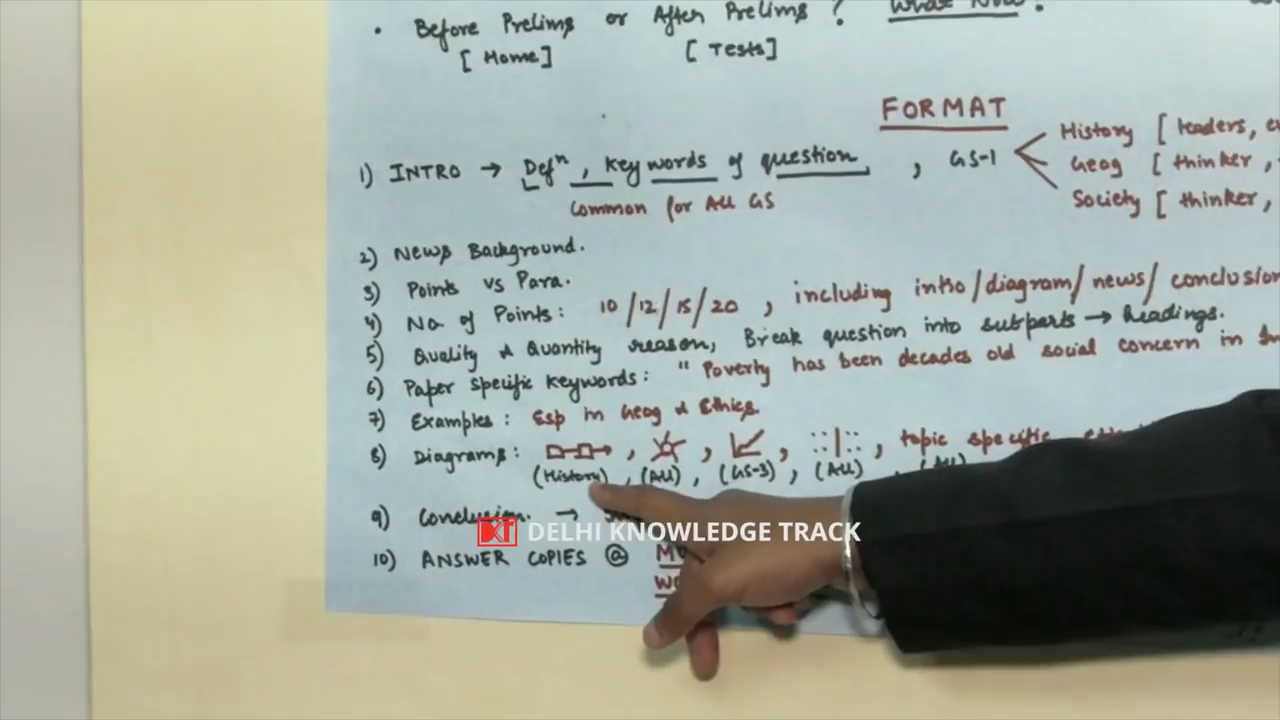 • Before Prelims or After Prelims? What Now?
[Home] [Tests]
FORMAT
1) INTRO → Defⁿ, Keywords of question, GS-1
History [leaders,
Geog [thinker,
Society [thinker,
Common for All GS
2) News Background.
3) Points vs Para.
4) No. of Points: 10/12/15/20, including intro/diagram/news/conclusion
5) Quality & Quantity reason, Break question into subparts → headings.
6) Paper specific keywords: "Poverty has been decades old social concern in
7) Examples: Esp in Geog & Ethics
8) Diagrams: , , , , topic specific,
(History), (All), (GS-3), (All), (All)
9) Conclusion. →
10) ANSWER COPIES @
DKT DELHI KNOWLEDGE TRACK